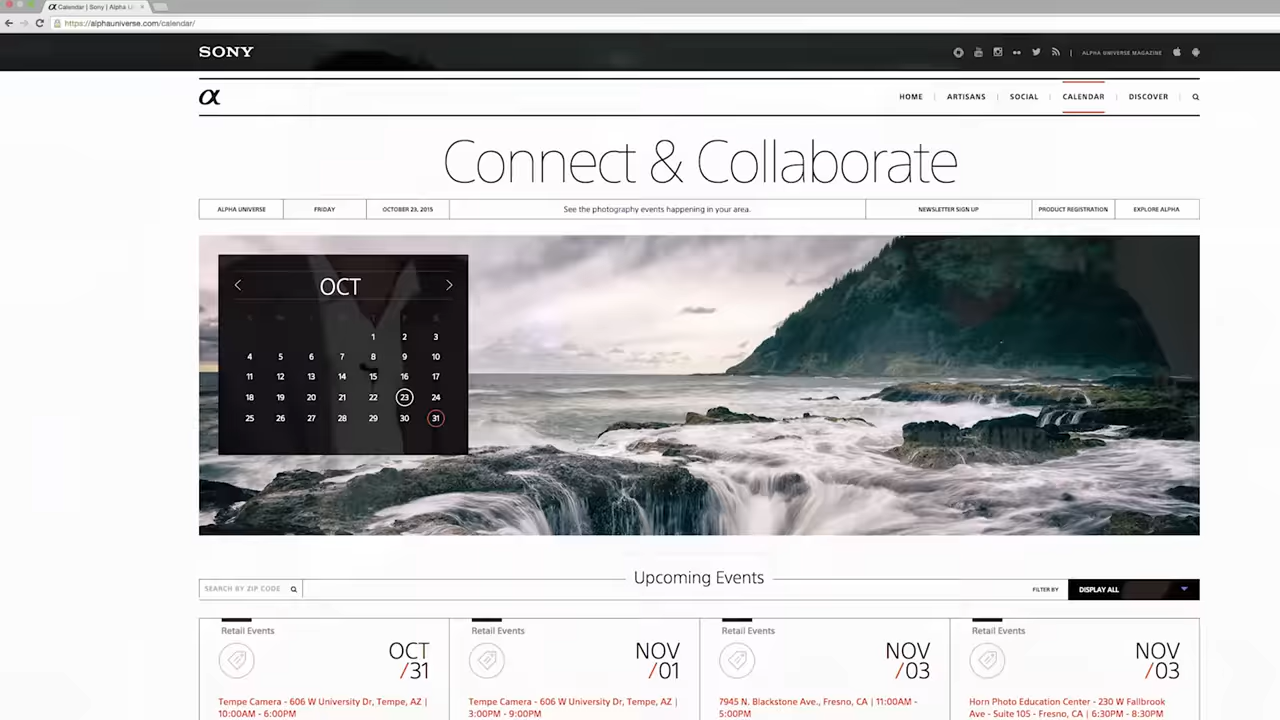 Calendar | Sony | Alpha U
https://alphauniverse.com/calendar/
SONY
ALPHA UNIVERSE MAGAZINE
α
HOME
ARTISANS
SOCIAL
CALENDAR
DISCOVER
Connect & Collaborate
ALPHA UNIVERSE
FRIDAY
OCTOBER 23, 2015
See the photography events happening in your area.
NEWSLETTER SIGN UP
PRODUCT REGISTRATION
EXPLORE ALPHA
OCT
1 2 3
4 5 6 7 8 9 10
11 12 13 14 15 16 17
18 19 20 21 22 23 24
25 26 27 28 29 30 31
Upcoming Events
SEARCH BY ZIP CODE
FILTER BY
DISPLAY ALL
Retail Events
OCT
/31
Tempe Camera - 606 W University Dr, Tempe, AZ |
10:00AM - 6:00PM
Retail Events
NOV
/01
Tempe Camera - 606 W University Dr, Tempe, AZ |
3:00PM - 9:00PM
Retail Events
NOV
/03
7945 N. Blackstone Ave., Fresno, CA | 11:00AM -
5:00PM
Retail Events
NOV
/03
Horn Photo Education Center - 230 W Fallbrook
Ave - Suite 105 - Fresno, CA | 6:30PM - 8:30PM